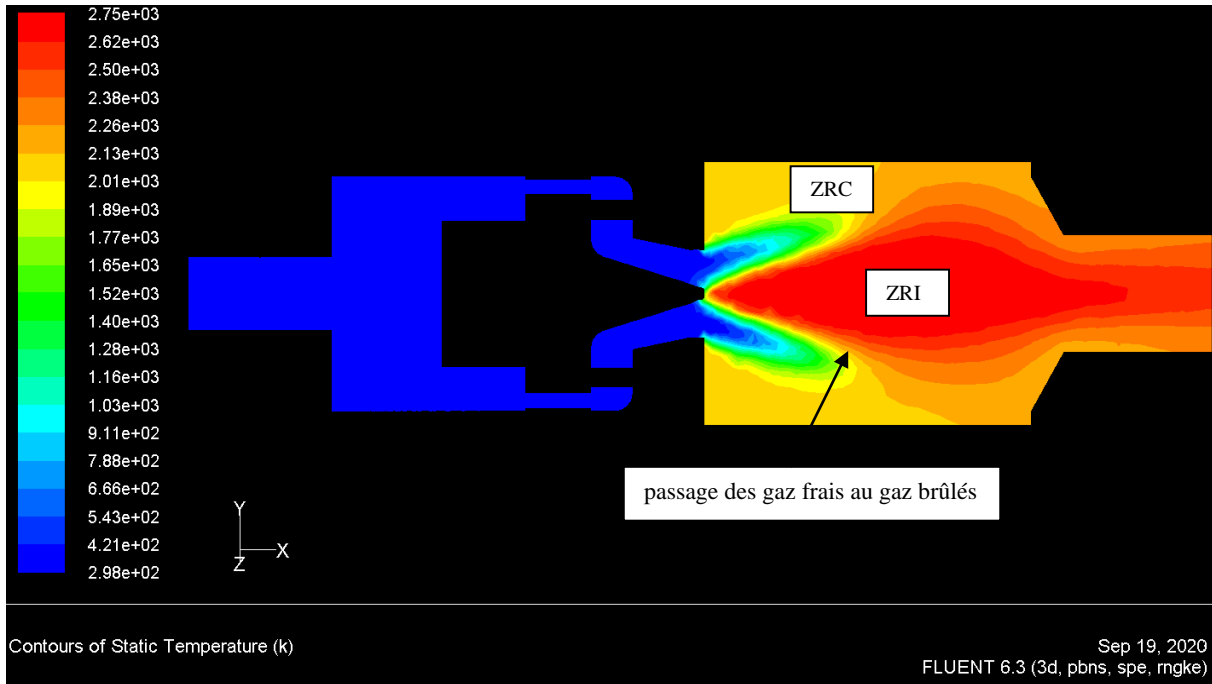 2.75e+03
2.62e+03
2.50e+03
2.38e+03
2.26e+03
2.13e+03
2.01e+03
1.89e+03
1.77e+03
1.65e+03
1.52e+03
1.40e+03
1.28e+03
1.16e+03
1.03e+03
9.11e+02
7.88e+02
6.66e+02
5.43e+02
4.21e+02
2.98e+02
ZRC
ZRI
passage des gaz frais au gaz brûlés
Y
X
Z
Contours of Static Temperature (k)
Sep 19, 2020
FLUENT 6.3 (3d, pbns, spe, rngke)